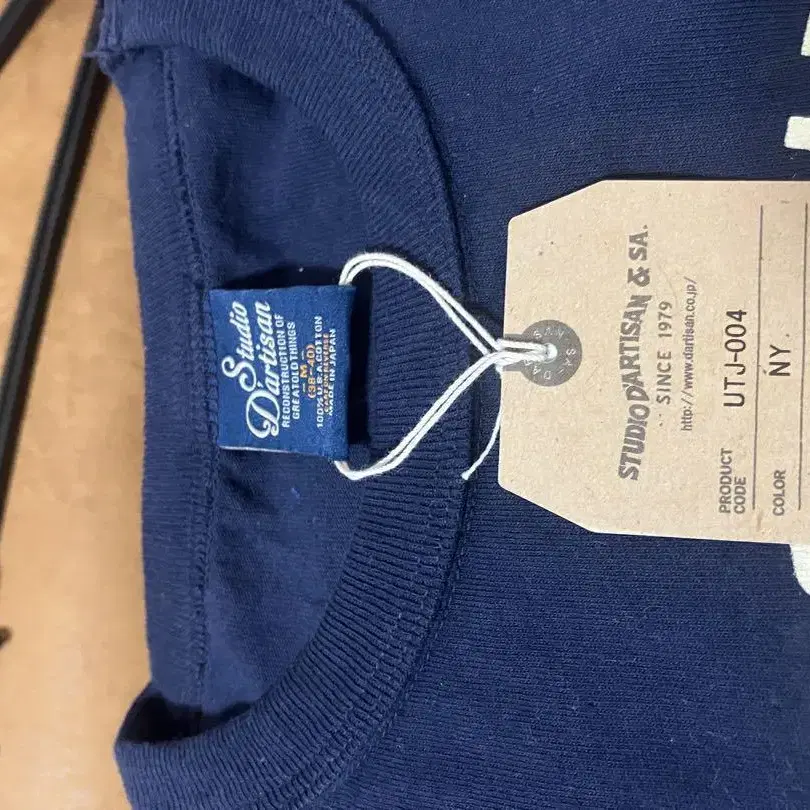 Studio
D'artisan
RECONSTRUCTION OF
GREAT OLD THINGS
- M -
(38-40)
100% U.S.A. COTTON
MADE IN JAPAN
STUDIO D'ARTISAN & SA.
SINCE 1979
http://www.dartisan.co.jp/
PRODUCT
CODE
UTJ-004
COLOR
NY